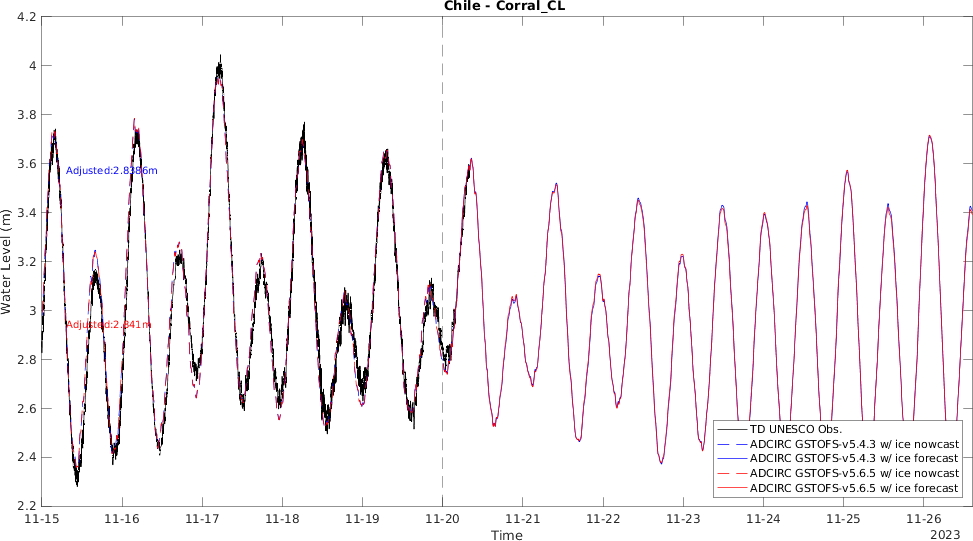 Chile - Corral_CL
4.2
4
3.8
3.6
3.4
3.2
3
2.8
2.6
2.4
2.2
Water Level (m)
Adjusted:2.8386m
Adjusted:2.841m
TD UNESCO Obs.
ADCIRC GSTOFS-v5.4.3 w/ ice nowcast
ADCIRC GSTOFS-v5.4.3 w/ ice forecast
ADCIRC GSTOFS-v5.6.5 w/ ice nowcast
ADCIRC GSTOFS-v5.6.5 w/ ice forecast
11-15 11-16 11-17 11-18 11-19 11-20 11-21 11-22 11-23 11-24 11-25 11-26
Time
2023